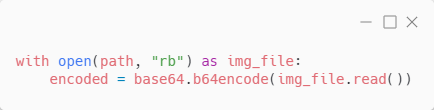 with open(path, "rb") as img_file:
    encoded = base64.b64encode(img_file.read())